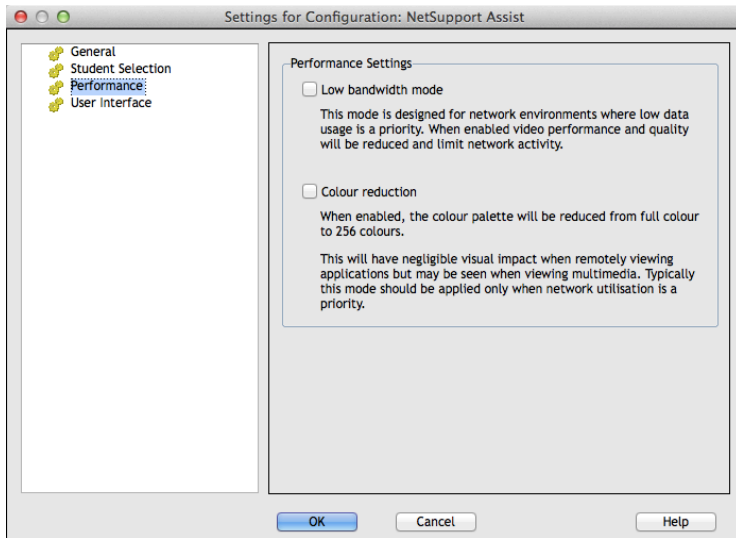 Settings for Configuration: NetSupport Assist
General
Student Selection
Performance
User Interface
Performance Settings
Low bandwidth mode
This mode is designed for network environments where low data
usage is a priority. When enabled video performance and quality
will be reduced and limit network activity.
Colour reduction
When enabled, the colour palette will be reduced from full colour
to 256 colours.
This will have negligible visual impact when remotely viewing
applications but may be seen when viewing multimedia. Typically
this mode should be applied only when network utilisation is a
priority.
OK
Cancel
Help